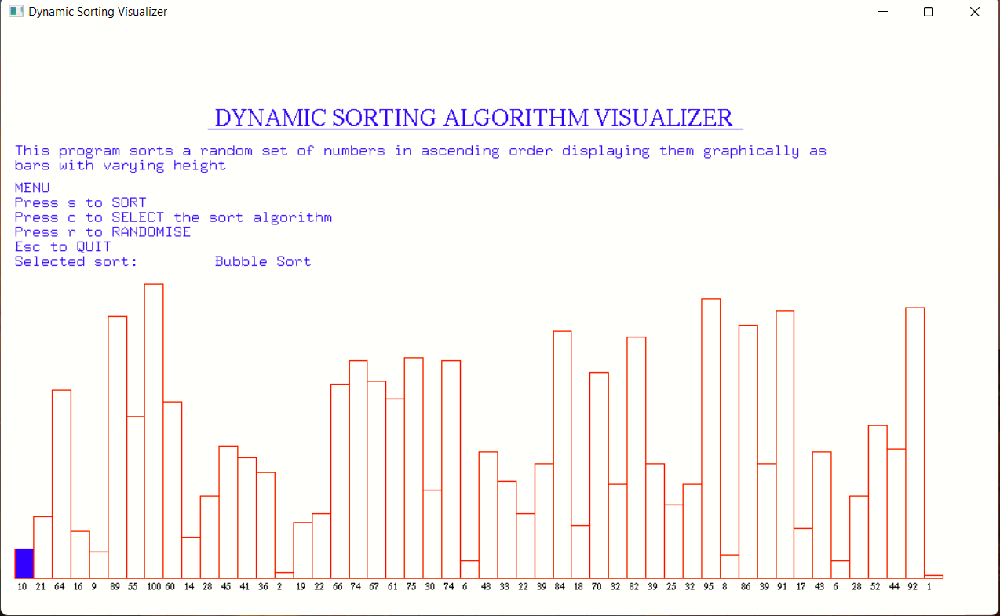 Dynamic Sorting Visualizer
DYNAMIC SORTING ALGORITHM VISUALIZER
This program sorts a random set of numbers in ascending order displaying them graphically as
bars with varying height
MENU
Press s to SORT
Press c to SELECT the sort algorithm
Press r to RANDOMISE
Esc to QUIT
Selected sort: Bubble Sort
10 21 64 16 9 89 55 100 60 14 28 45 41 36 2 19 22 66 74 67 61 75 30 74 6 43 33 22 39 84 18 70 32 82 39 25 32 95 8 86 39 91 17 43 6 28 52 44 92 1